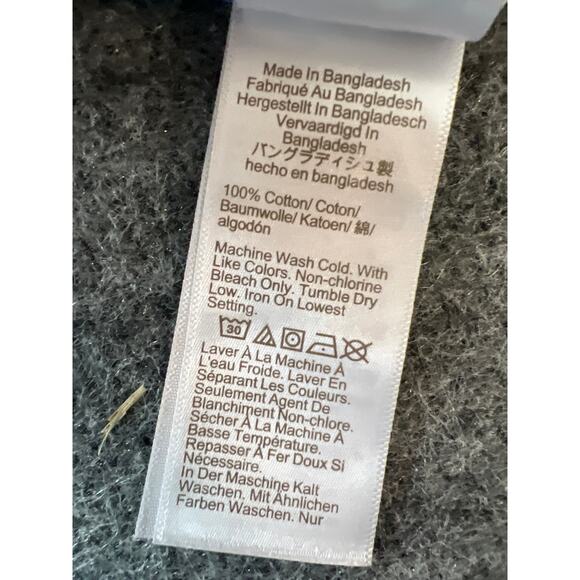 Made In Bangladesh
Fabriqué Au Bangladesh
Hergestellt In Bangladesch
Vervaardigd In
Bangladesh
バングラディシュ製
hecho en bangladesh
100% Cotton/ Coton/
Baumwolle/ Katoen/ 綿/
algodón
Machine Wash Cold. With
Like Colors. Non-chlorine
Bleach Only. Tumble Dry
Low. Iron On Lowest
Setting.
30
Laver À La Machine À
L'eau Froide. Laver En
Séparant Les Couleurs.
Seulement Agent De
Blanchiment Non-chlore.
Sécher À La Machine À
Basse Température.
Repasser À Fer Doux Si
Nécessaire.
In Der Maschine Kalt
Waschen. Mit Ähnlichen
Farben Waschen. Nur